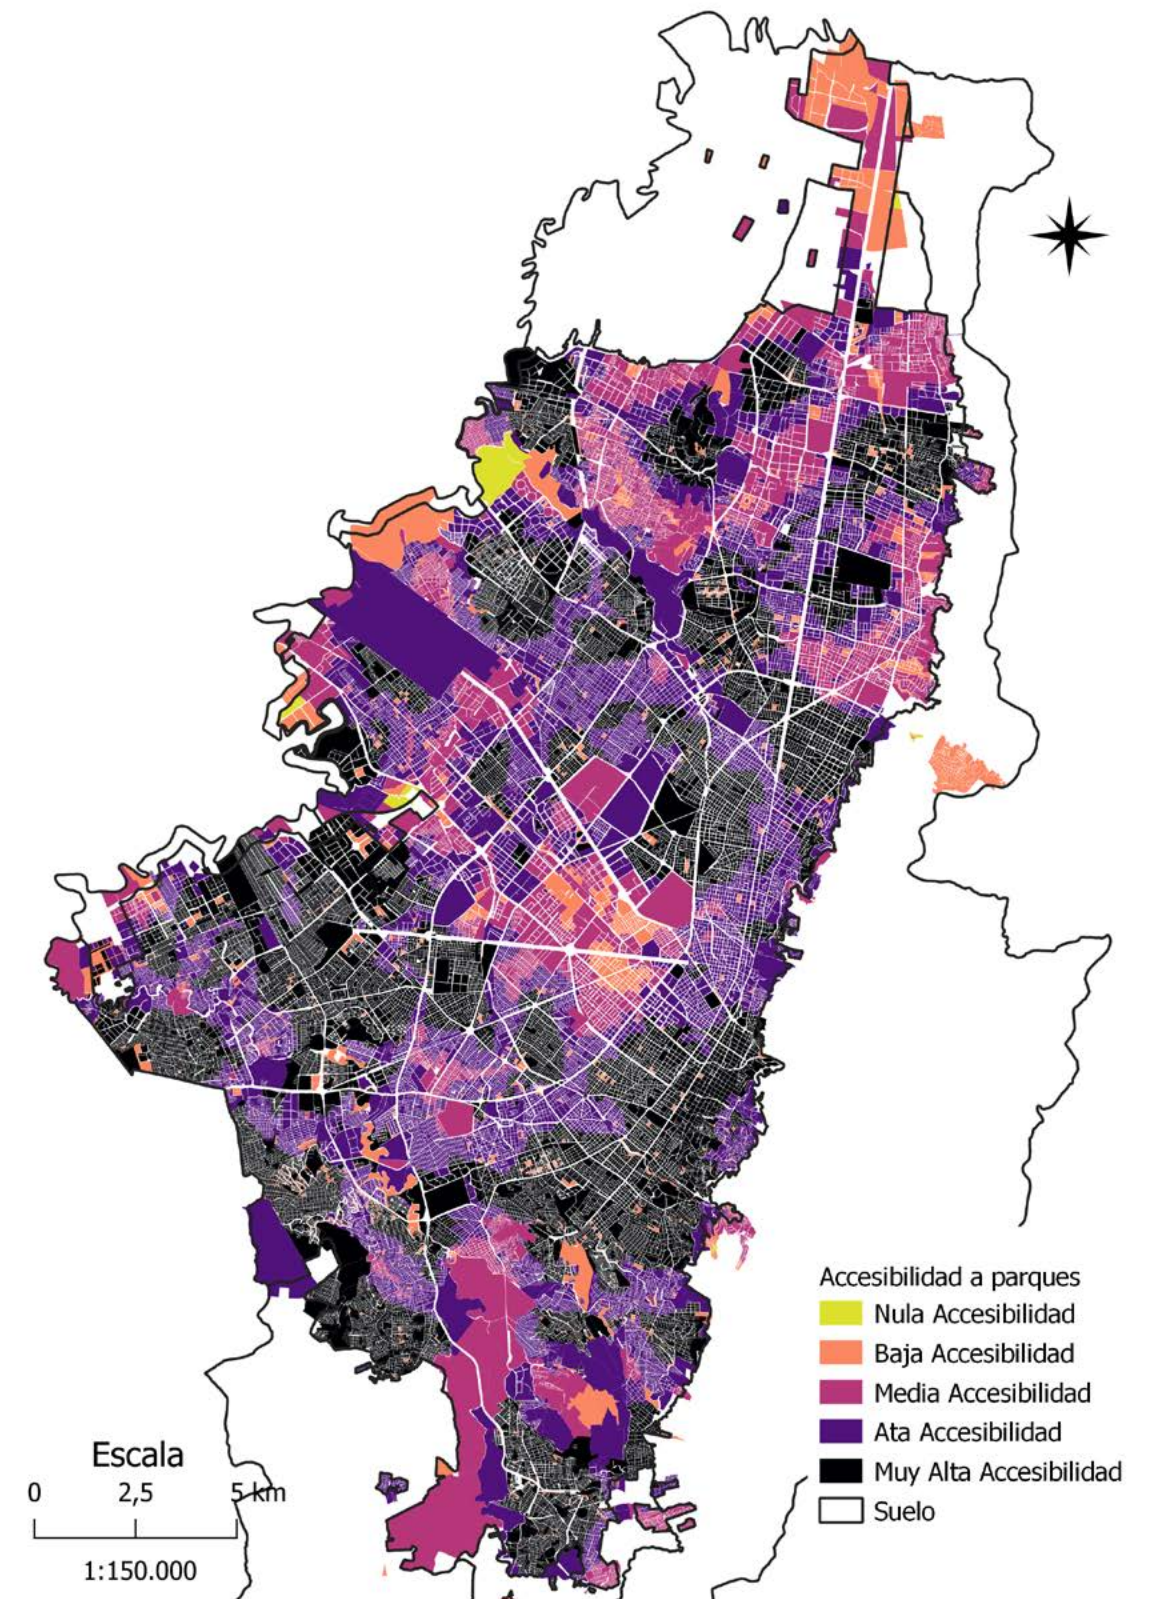 Accesibilidad a parques
Nula Accesibilidad
Baja Accesibilidad
Media Accesibilidad
Ata Accesibilidad
Muy Alta Accesibilidad
Suelo
Escala
0 2,5 5 km
1:150.000